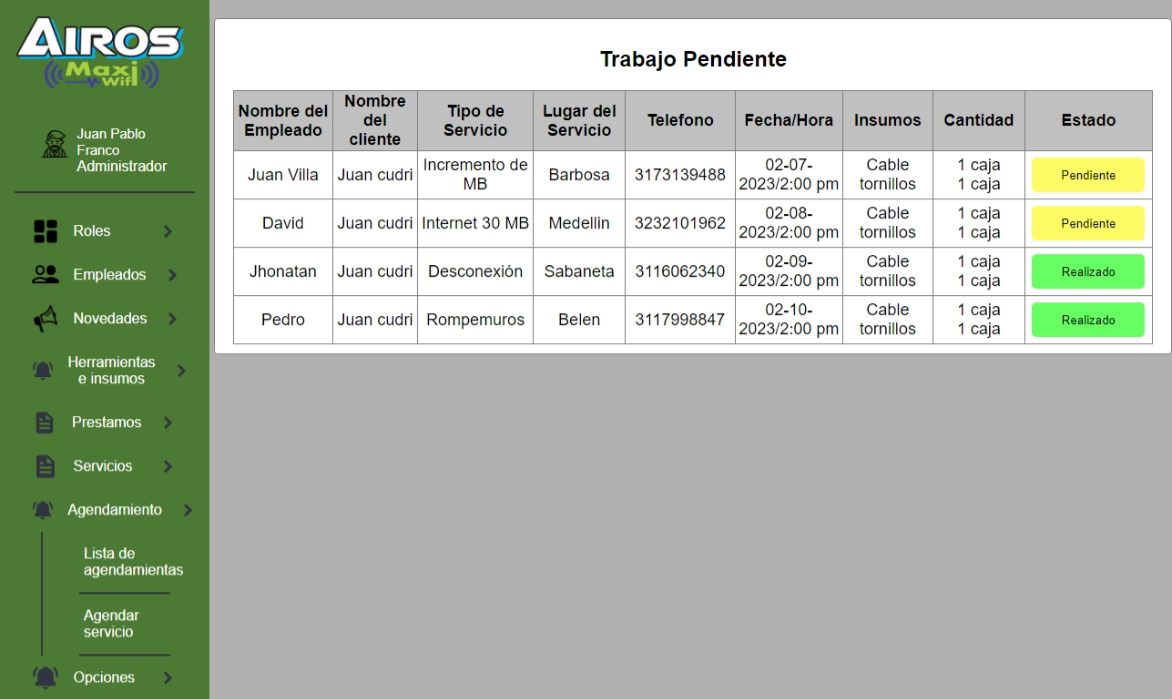 AIROS
Maxi
Wifi
Juan Pablo
Franco
Administrador
Roles
Empleados
Novedades
Herramientas
e insumos
Prestamos
Servicios
Agendamiento
Lista de
agendamientas
Agendar
servicio
Opciones
Trabajo Pendiente
Nombre del Empleado Nombre del cliente Tipo de Servicio Lugar del Servicio Telefono Fecha/Hora Insumos Cantidad Estado
Juan Villa Juan cudri Incremento de MB Barbosa 3173139488 02-07-2023/2:00 pm Cable tornillos 1 caja 1 caja Pendiente
David Juan cudri Internet 30 MB Medellin 3232101962 02-08-2023/2:00 pm Cable tornillos 1 caja 1 caja Pendiente
Jhonatan Juan cudri Desconexión Sabaneta 3116062340 02-09-2023/2:00 pm Cable tornillos 1 caja 1 caja Realizado
Pedro Juan cudri Rompemuros Belen 3117998847 02-10-2023/2:00 pm Cable tornillos 1 caja 1 caja Realizado